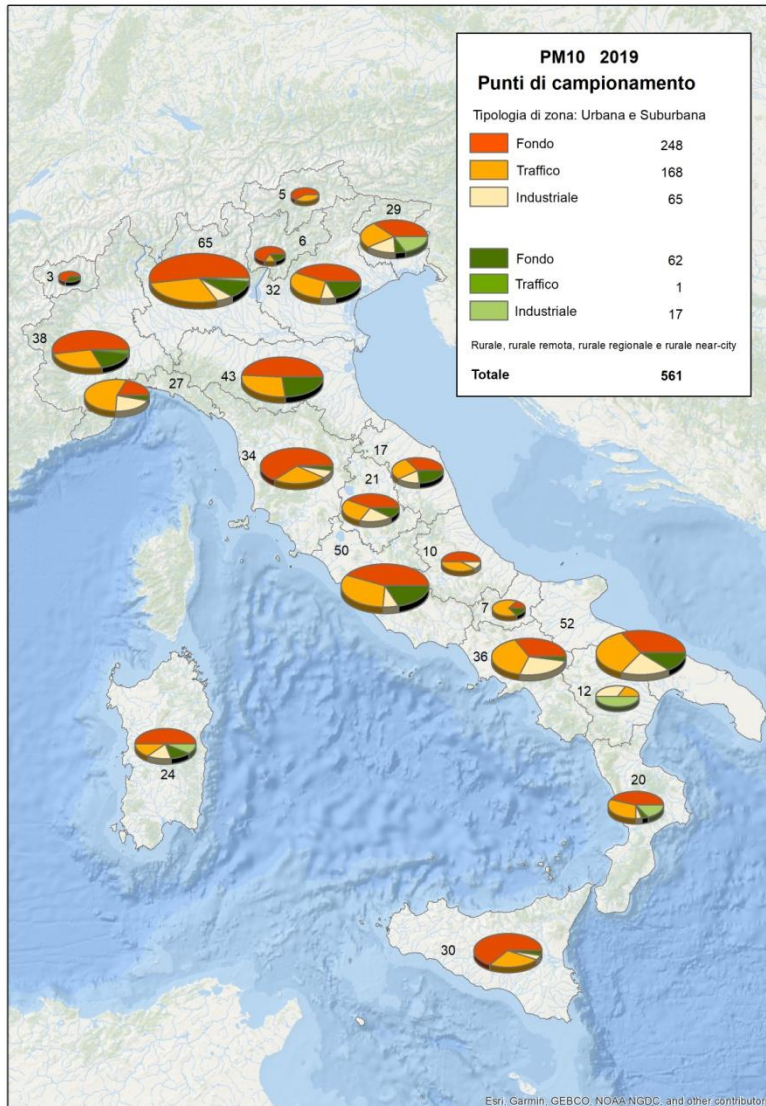 PM10 2019
Punti di campionamento
Tipologia di zona: Urbana e Suburbana
Fondo 248
Traffico 168
Industriale 65
Fondo 62
Traffico 1
Industriale 17
Rurale, rurale remota, rurale regionale e rurale near-city
Totale 561
5
29
65
6
3
32
38
27
43
34
17
21
50
10
7
52
36
12
24
20
30
Esri, Garmin, GEBCO, NOAA NGDC, and other contributor